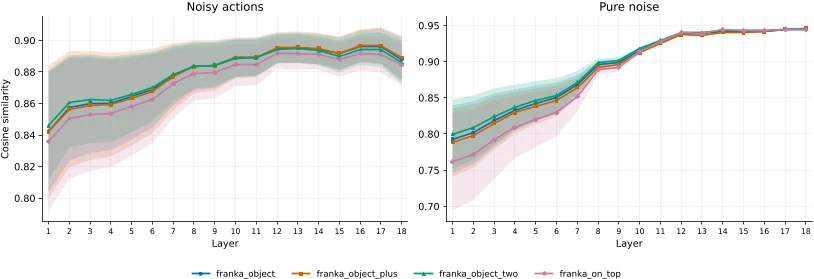 Noisy actions
Pure noise
Cosine similarity
0.90
0.88
0.86
0.84
0.82
0.80
1 2 3 4 5 6 7 8 9 10 11 12 13 14 15 16 17 18
Layer
0.95
0.90
0.85
0.80
0.75
0.70
1 2 3 4 5 6 7 8 9 10 11 12 13 14 15 16 17 18
Layer
franka_object franka_object_plus franka_object_two franka_on_top